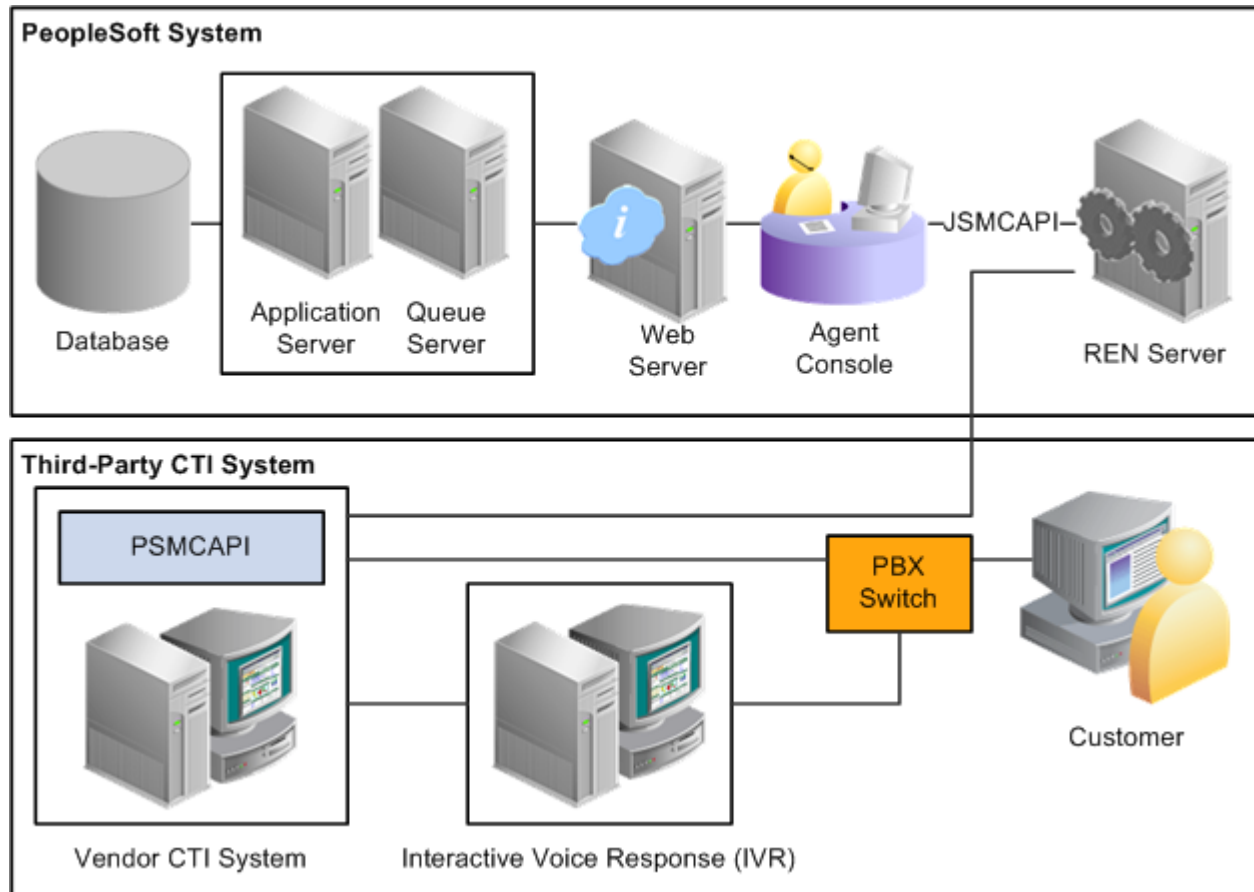 PeopleSoft System
Database
Application
Server
Queue
Server
i
Web
Server
Agent
Console
JSMCAPI
REN Server
Third-Party CTI System
PSMCAPI
PBX
Switch
Vendor CTI System
Interactive Voice Response (IVR)
Customer